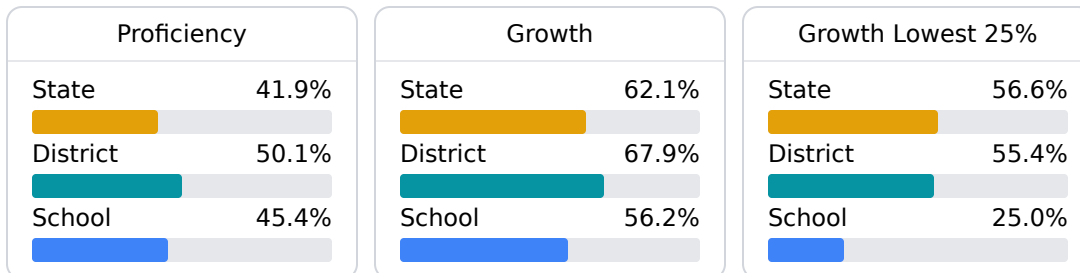 Proficiency
State 41.9%
District 50.1%
School 45.4%
Growth
State 62.1%
District 67.9%
School 56.2%
Growth Lowest 25%
State 56.6%
District 55.4%
School 25.0%